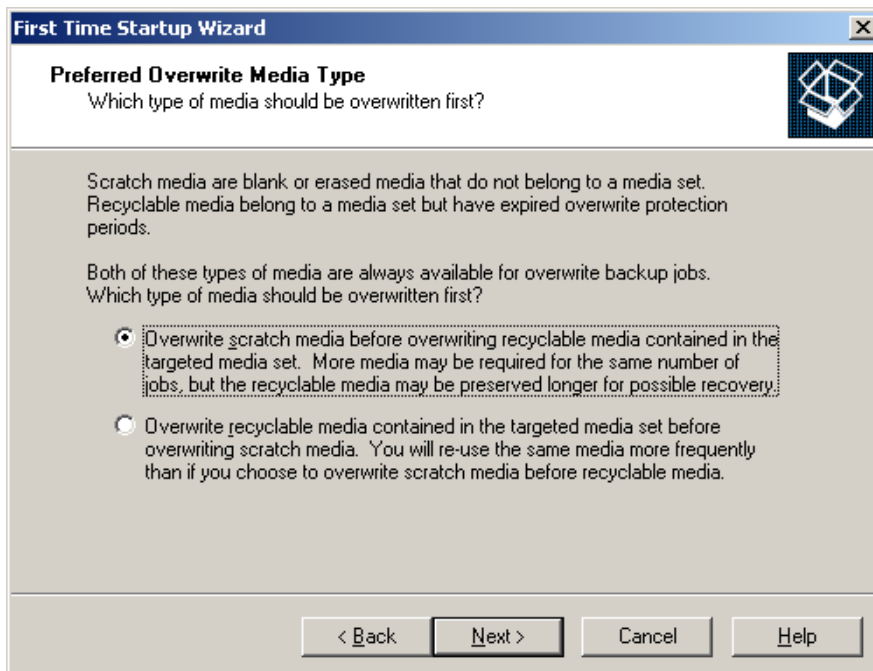 First Time Startup Wizard
Preferred Overwrite Media Type
Which type of media should be overwritten first?
Scratch media are blank or erased media that do not belong to a media set.
Recyclable media belong to a media set but have expired overwrite protection
periods.
Both of these types of media are always available for overwrite backup jobs.
Which type of media should be overwritten first?
Overwrite scratch media before overwriting recyclable media contained in the
targeted media set.  More media may be required for the same number of
jobs, but the recyclable media may be preserved longer for possible recovery.
Overwrite recyclable media contained in the targeted media set before
overwriting scratch media.  You will re-use the same media more frequently
than if you choose to overwrite scratch media before recyclable media.
< Back
Next >
Cancel
Help